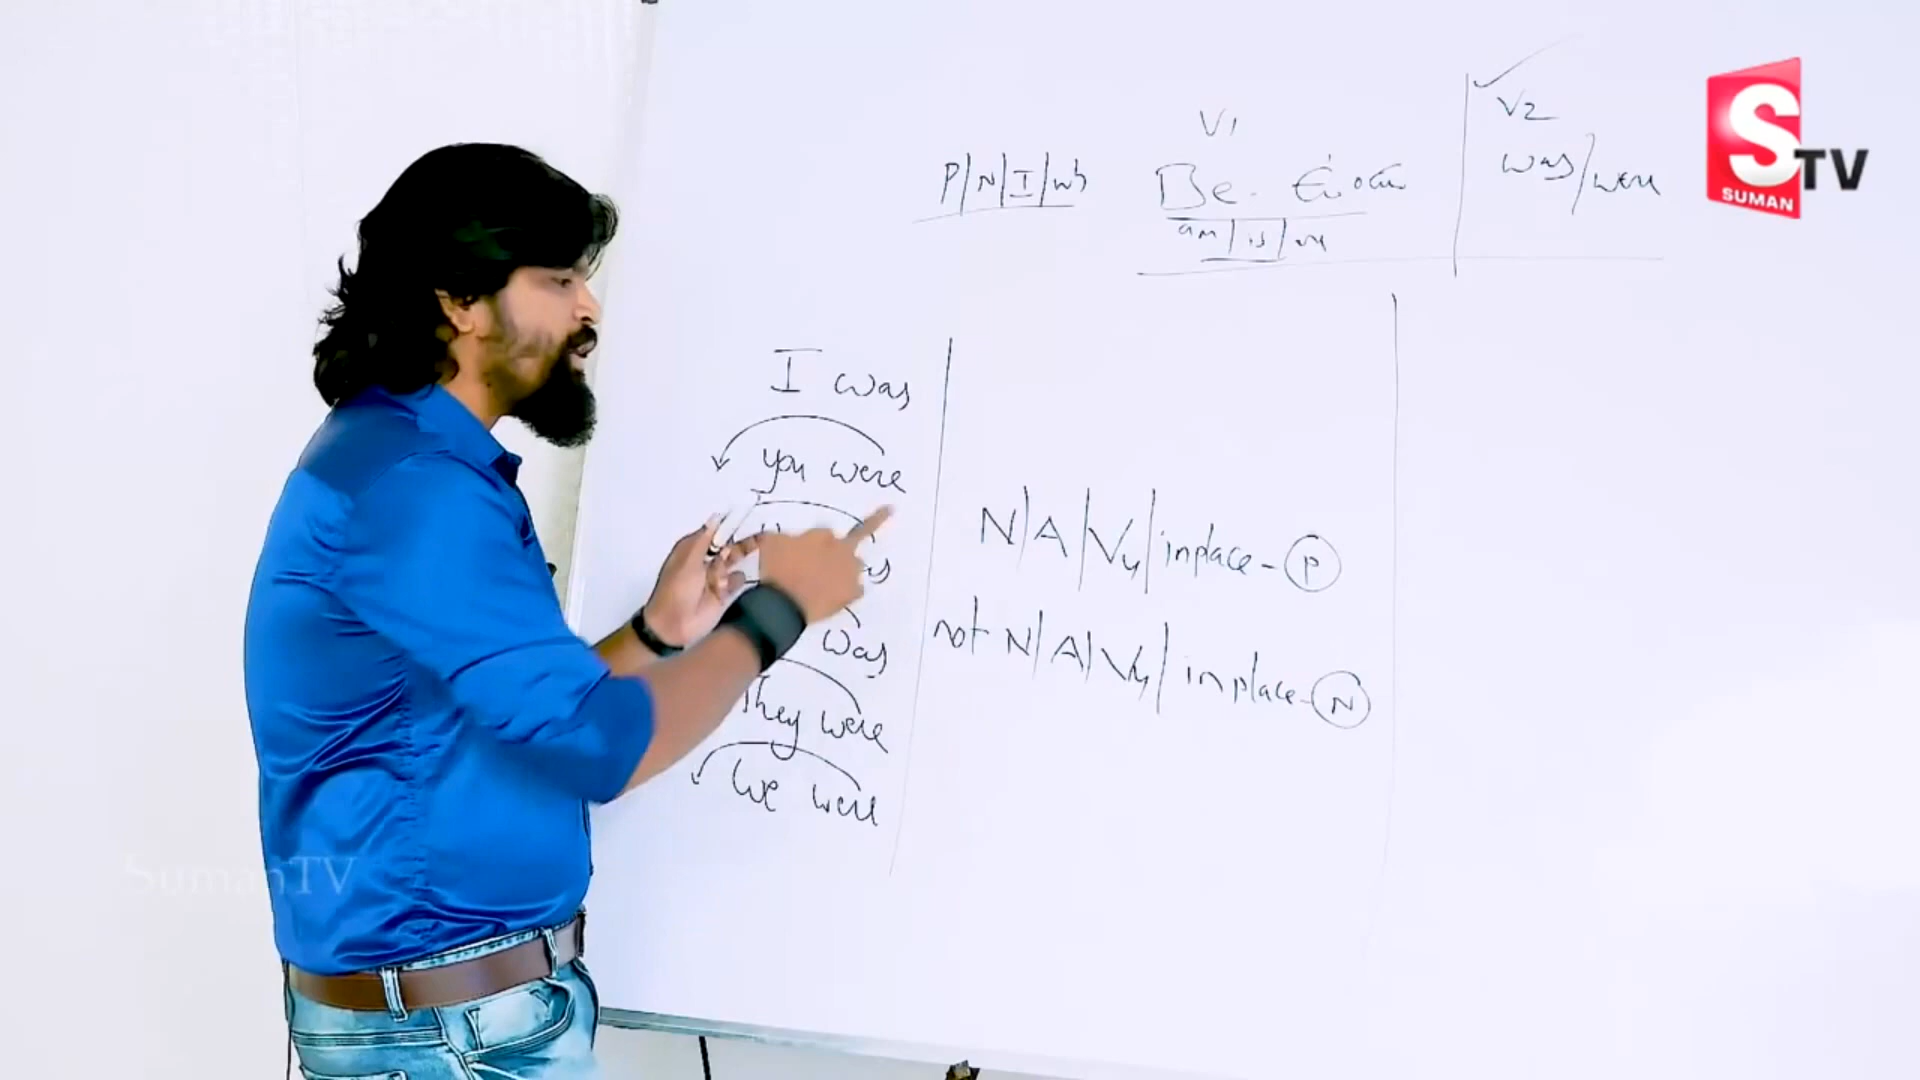 V1
V2
P/N/I/wh
Be -
was/were
am/is/are
I was
you were
was
They were
We were
N/A/V4/inplace - P
not N/A/V4/inplace - N
S TV
SUMAN
SumanTV